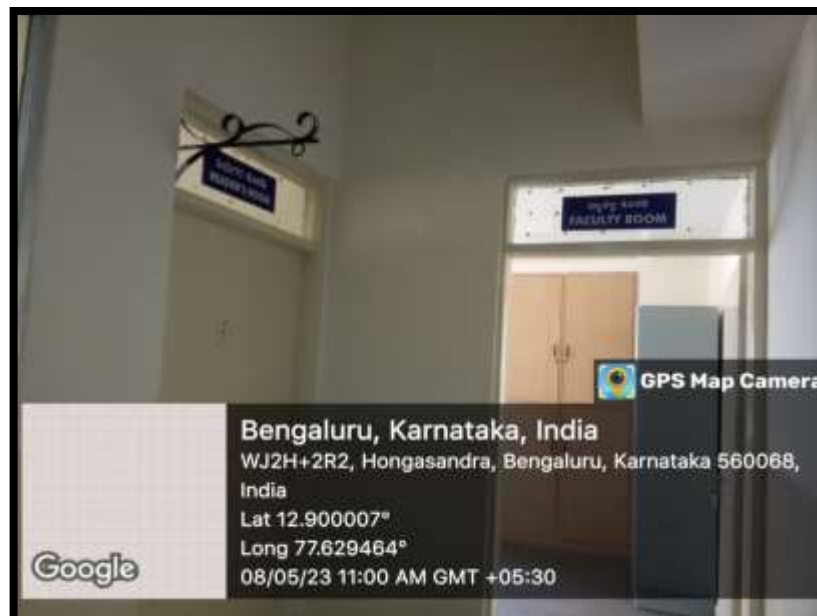 FACULTY ROOM
GPS Map Camera
Bengaluru, Karnataka, India
WJ2H+2R2, Hongasandra, Bengaluru, Karnataka 560068,
India
Lat 12.900007°
Long 77.629464°
08/05/23 11:00 AM GMT +05:30
Google